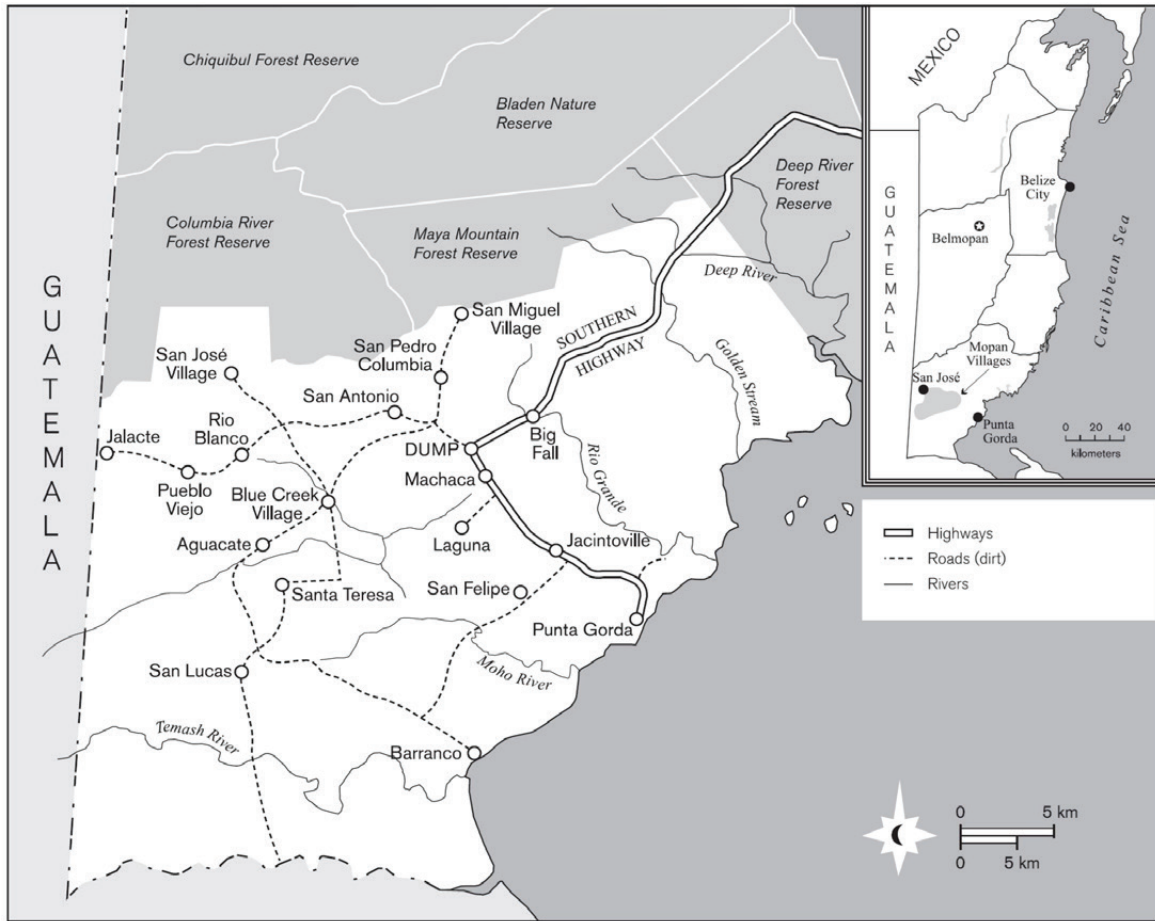 Chiquibul Forest Reserve
Bladen Nature
Reserve
Deep River
Forest
Reserve
Columbia River
Forest Reserve
Maya Mountain
Forest Reserve
Deep River
GUATEMALA
San Miguel
Village
SOUTHERN
HIGHWAY
San José
Village
San Pedro
Columbia
Golden Stream
San Antonio
Rio
Blanco
Jalacte
DUMP
Big
Fall
Pueblo
Viejo
Machaca
Rio Grande
Blue Creek
Village
Aguacate
Laguna
Jacintoville
Santa Teresa
San Felipe
Punta Gorda
San Lucas
Moho River
Temash River
Barranco
MEXICO
GUATEMALA
Belize
City
Belmopan
Caribbean Sea
Mopan
Villages
San José
Punta
Gorda
0 20 40
kilometers
Highways
Roads (dirt)
Rivers
0 5 km
0 5 km